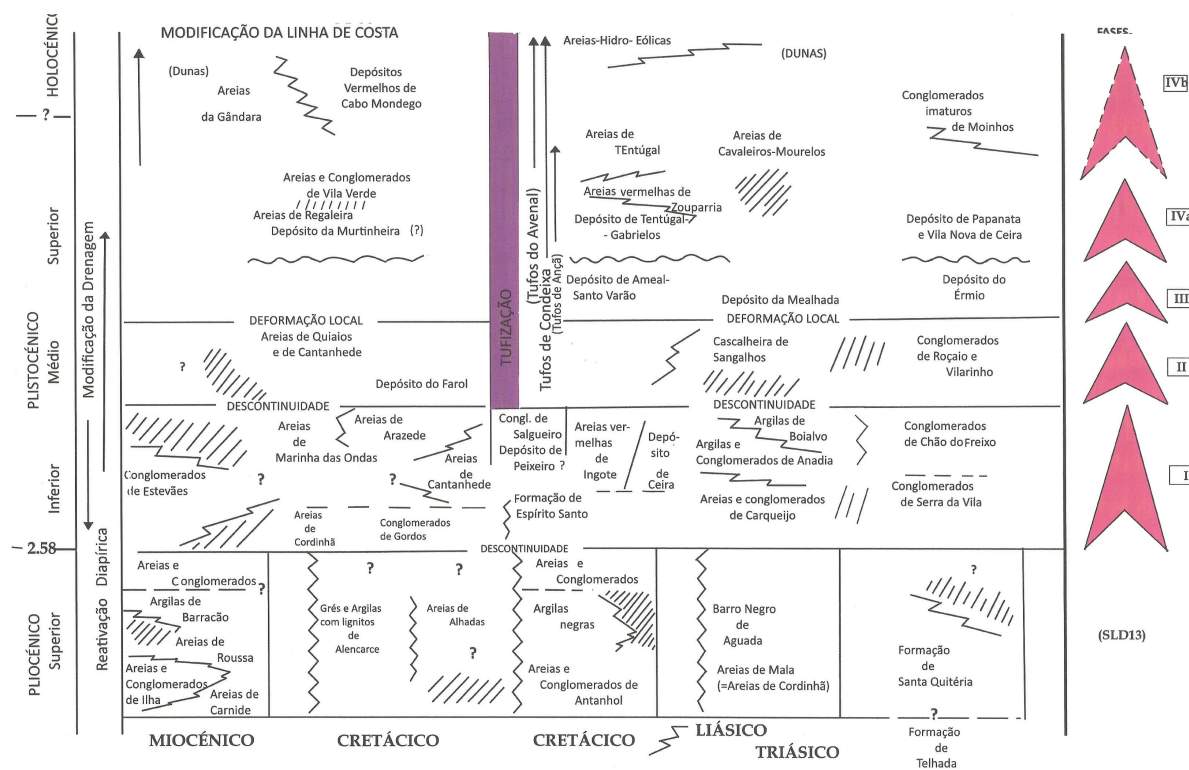 HOLOCÉNICO
— ? —
PLISTOCÉNICO
Superior
Médio
Inferior
2.58
PLIOCÉNICO
Superior
Modificação da Drenagem
Reativação Diapírica
MODIFICAÇÃO DA LINHA DE COSTA
(Dunas)
Areias
da Gândara
Depósitos
Vermelhos de
Cabo Mondego
Areias e Conglomerados
de Vila Verde
Areias de Regaleira
Depósito da Murtinheira (?)
DEFORMAÇÃO LOCAL
Areias de Quiaios
e de Cantanhede
?
Depósito do Farol
DESCONTINUIDADE
Conglomerados
de Estevães
?
Areias
de
Marinha das Ondas
Areias de
Arazede
?
Areias
de
Cantanhede
Areias
de
Cordinhã
Conglomerados
de Gordos
TUFIZAÇÃO
(Tufos do Avenal)
Tufos de Condeixa
(Tufos de Ançã)
Areias-Hidro- Eólicas
(DUNAS)
Areias de
TEntúgal
Areias de
Cavaleiros-Mourelos
Conglomerados
imaturos
de Moinhos
Areias vermelhas de
Zouparria
Depósito de Tentúgal-
- Gabrielos
Depósito de Papanata
e Vila Nova de Ceira
Depósito de Ameal-
Santo Varão
Depósito do
Érmio
Depósito da Mealhada
DEFORMAÇÃO LOCAL
Cascalheira de
Sangalhos
Conglomerados
de Roçaio e
Vilarinho
DESCONTINUIDADE
Congl. de
Salgueiro
Depósito de
Peixeiro ?
Areias ver-
melhas
de
Ingote
Depó-
sito
de
Ceira
Argilas de
Boialvo
Argilas e
Conglomerados de Anadia
Conglomerados
de Chão do Freixo
Formação de
Espírito Santo
Areias e conglomerados
de Carqueijo
Conglomerados
de Serra da Vila
DESCONTINUIDADE
Areias e
Conglomerados
?
Argilas de
Barracão
Areias de
Roussa
Areias e
Conglomerados
de Ilha
Areias de
Carnide
?
?
Grés e Argilas
com lignitos
de
Alencarce
Areias de
Alhadas
?
Areias e
Conglomerados
Argilas
negras
Areias e
Conglomerados de
Antanhol
Barro Negro
de
Aguada
Areias de Mala
(=Areias de Cordinhã)
?
Formação
de
Santa Quitéria
?
Formação
de
Telhada
MIOCÉNICO
CRETÁCICO
CRETÁCICO
LIÁSICO
TRIÁSICO
FASES-
IVb
IVa
III
II
I
(SLD13)